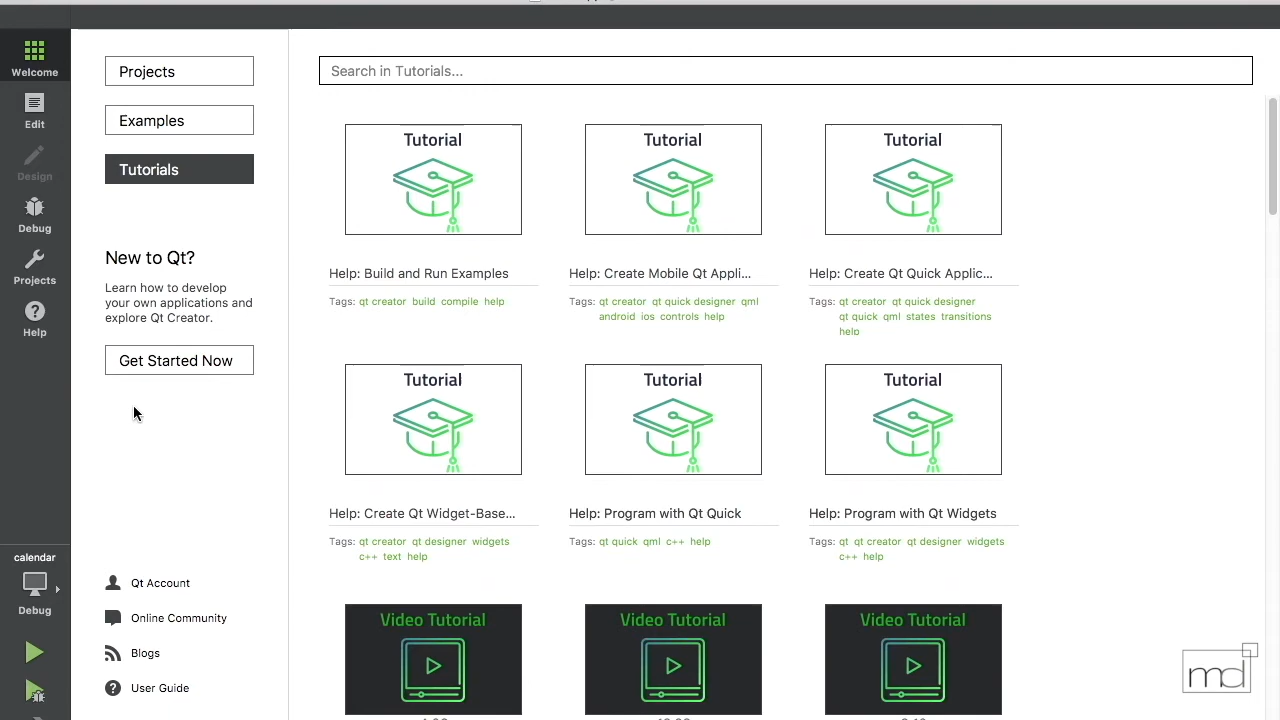 Welcome
Edit
Design
Debug
Projects
Help
calendar
Debug
Projects
Examples
Tutorials
New to Qt?
Learn how to develop
your own applications and
explore Qt Creator.
Get Started Now
Qt Account
Online Community
Blogs
User Guide
Search in Tutorials...
Tutorial
Tutorial
Tutorial
Help: Build and Run Examples
Help: Create Mobile Qt Appli...
Help: Create Qt Quick Applic...
Tags: qt creator build compile help
Tags: qt creator qt quick designer qml
android ios controls help
Tags: qt creator qt quick designer
qt quick qml states transitions
help
Tutorial
Tutorial
Tutorial
Help: Create Qt Widget-Base...
Help: Program with Qt Quick
Help: Program with Qt Widgets
Tags: qt creator qt designer widgets
c++ text help
Tags: qt quick qml c++ help
Tags: qt qt creator qt designer widgets
c++ help
Video Tutorial
Video Tutorial
Video Tutorial
md